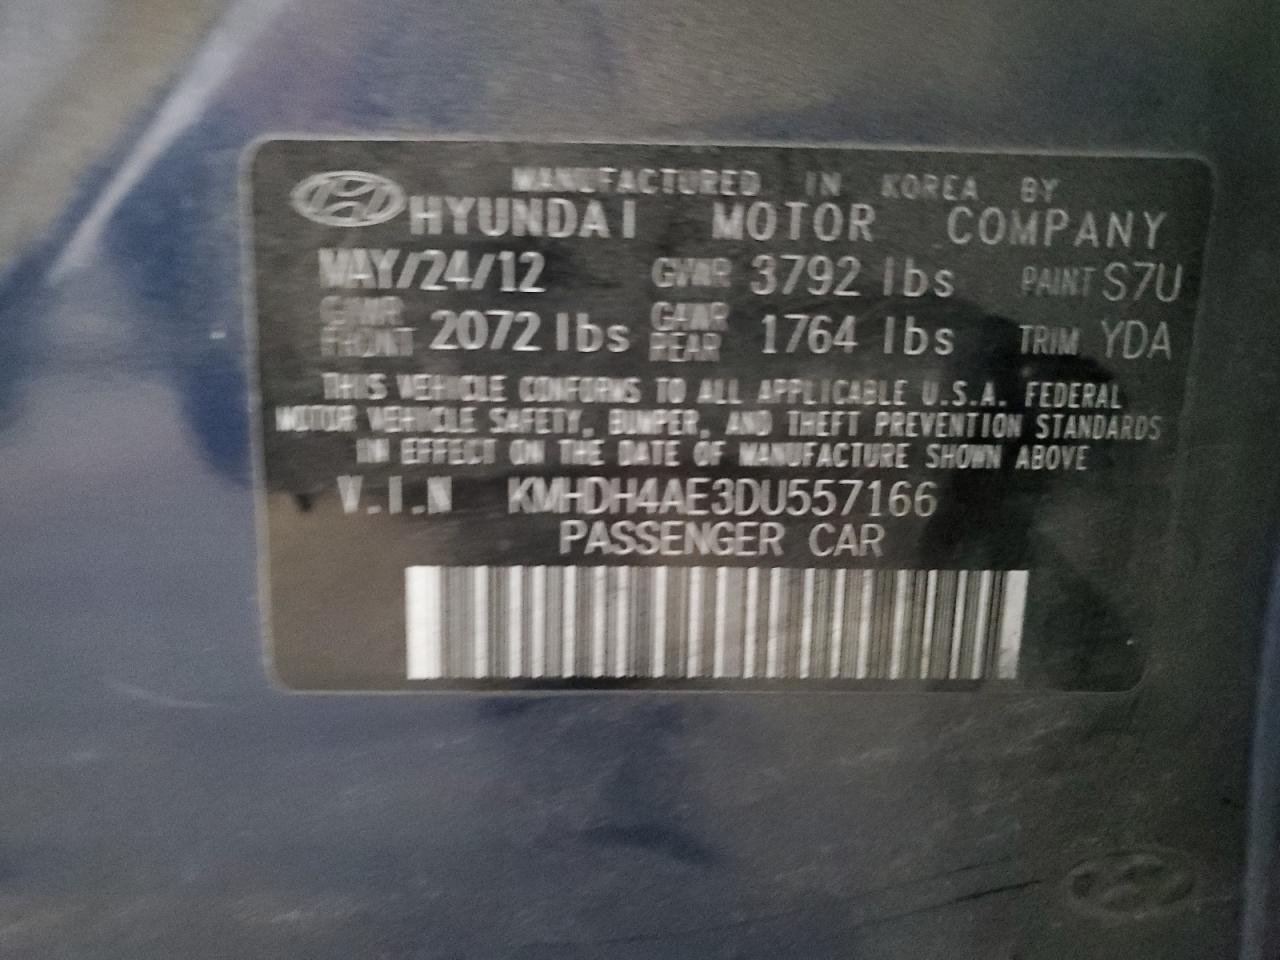 MANUFACTURED IN KOREA BY
HYUNDAI MOTOR COMPANY
MAY/24/12 GVWR 3792 lbs PAINT S7U
GAWR FRONT 2072 lbs GAWR REAR 1764 lbs TRIM YDA
THIS VEHICLE CONFORMS TO ALL APPLICABLE U.S.A. FEDERAL
MOTOR VEHICLE SAFETY, BUMPER, AND THEFT PREVENTION STANDARDS
IN EFFECT ON THE DATE OF MANUFACTURE SHOWN ABOVE
V.I.N KMHDH4AE3DU557166
PASSENGER CAR